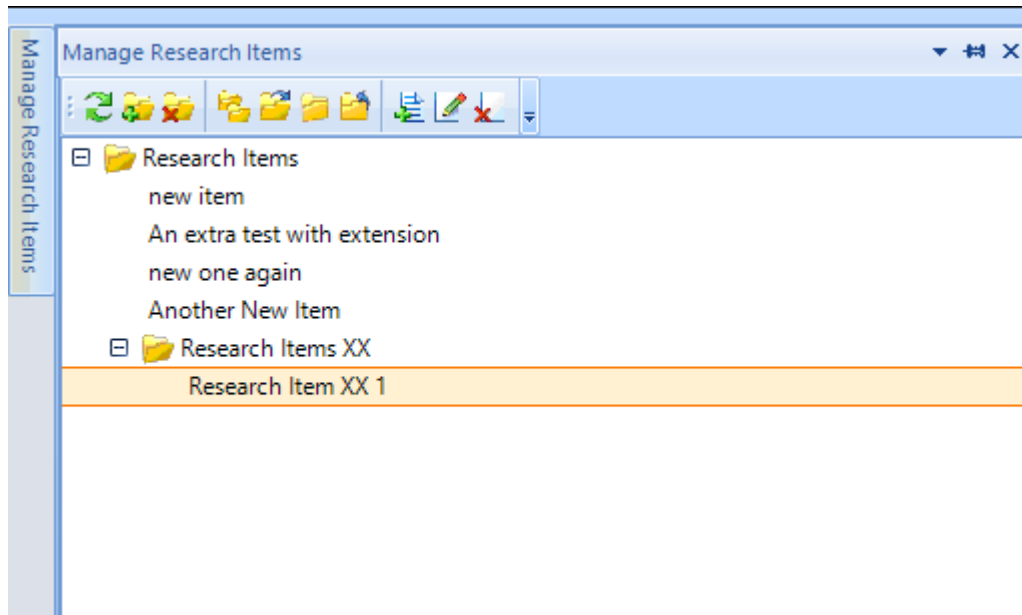 Manage Research Items
Manage Research Items
Research Items
new item
An extra test with extension
new one again
Another New Item
Research Items XX
Research Item XX 1